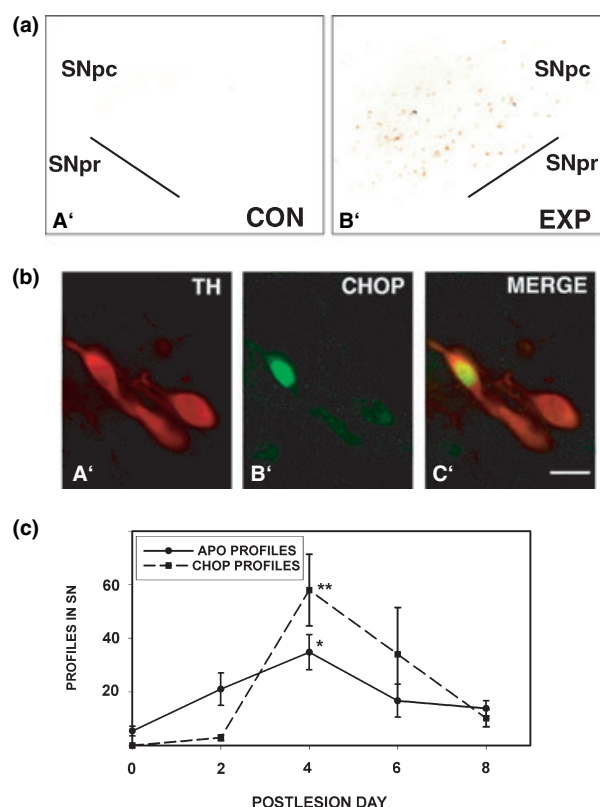 (a)
SNpc
SNpr
A‘
CON
SNpc
SNpr
B‘
EXP
(b)
TH
A‘
CHOP
B‘
MERGE
C‘
(c)
APO PROFILES
CHOP PROFILES
PROFILES IN SN
60
40
20
**
*
0 2 4 6 8
POSTLESION DAY